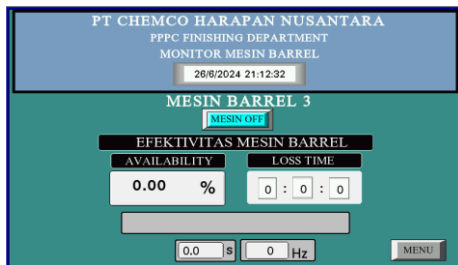 PT CHEMCO HARAPAN NUSANTARA
PPPC FINISHING DEPARTMENT
MONITOR MESIN BARREL
26/6/2024 21:12:32
MESIN BARREL 3
MESIN OFF
EFEKTIVITAS MESIN BARREL
AVAILABILITY LOSS TIME
0.00 % 0 : 0 : 0
0.0 s 0 Hz
MENU